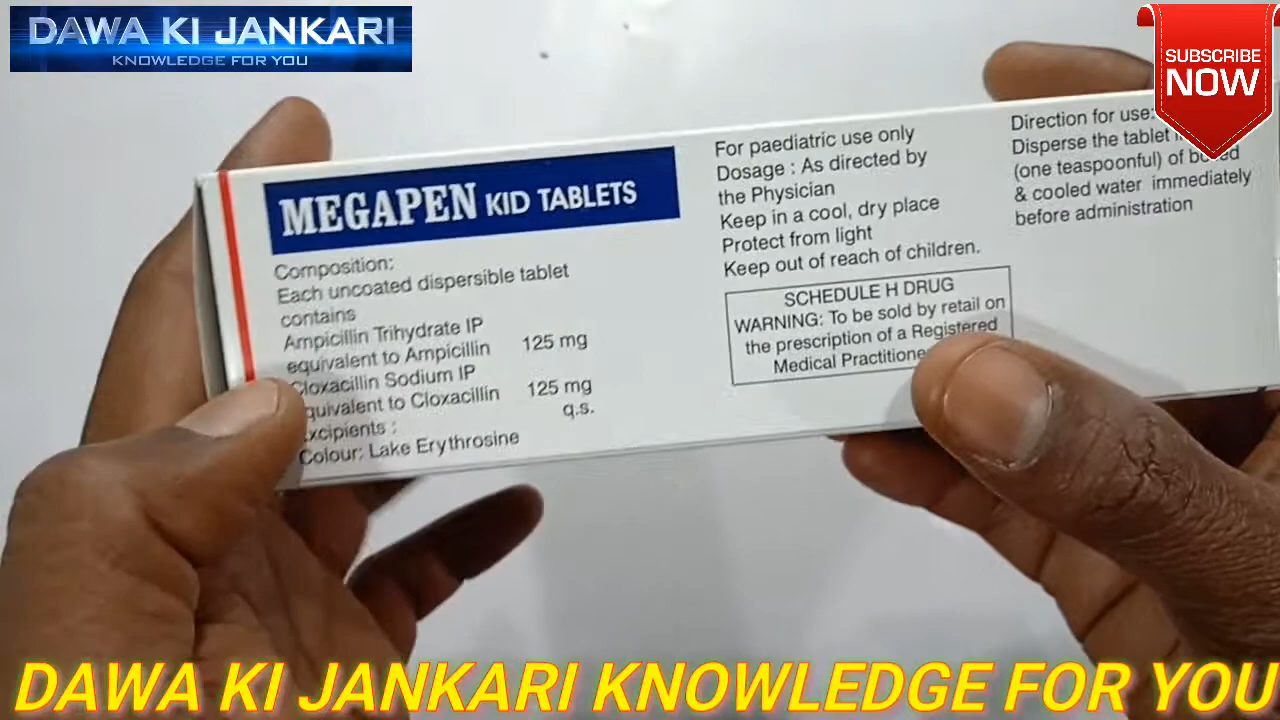 DAWA KI JANKARI
KNOWLEDGE FOR YOU
SUBSCRIBE
NOW
MEGAPEN KID TABLETS
Composition:
Each uncoated dispersible tablet
contains
Ampicillin Trihydrate IP
equivalent to Ampicillin 125 mg
Cloxacillin Sodium IP
equivalent to Cloxacillin 125 mg
Excipients : q.s.
Colour: Lake Erythrosine
For paediatric use only
Dosage : As directed by
the Physician
Keep in a cool, dry place
Protect from light
Keep out of reach of children.
SCHEDULE H DRUG
WARNING: To be sold by retail on
the prescription of a Registered
Medical Practitione
Direction for use:
Disperse the tablet
(one teaspoonful) of boiled
& cooled water immediately
before administration
DAWA KI JANKARI KNOWLEDGE FOR YOU